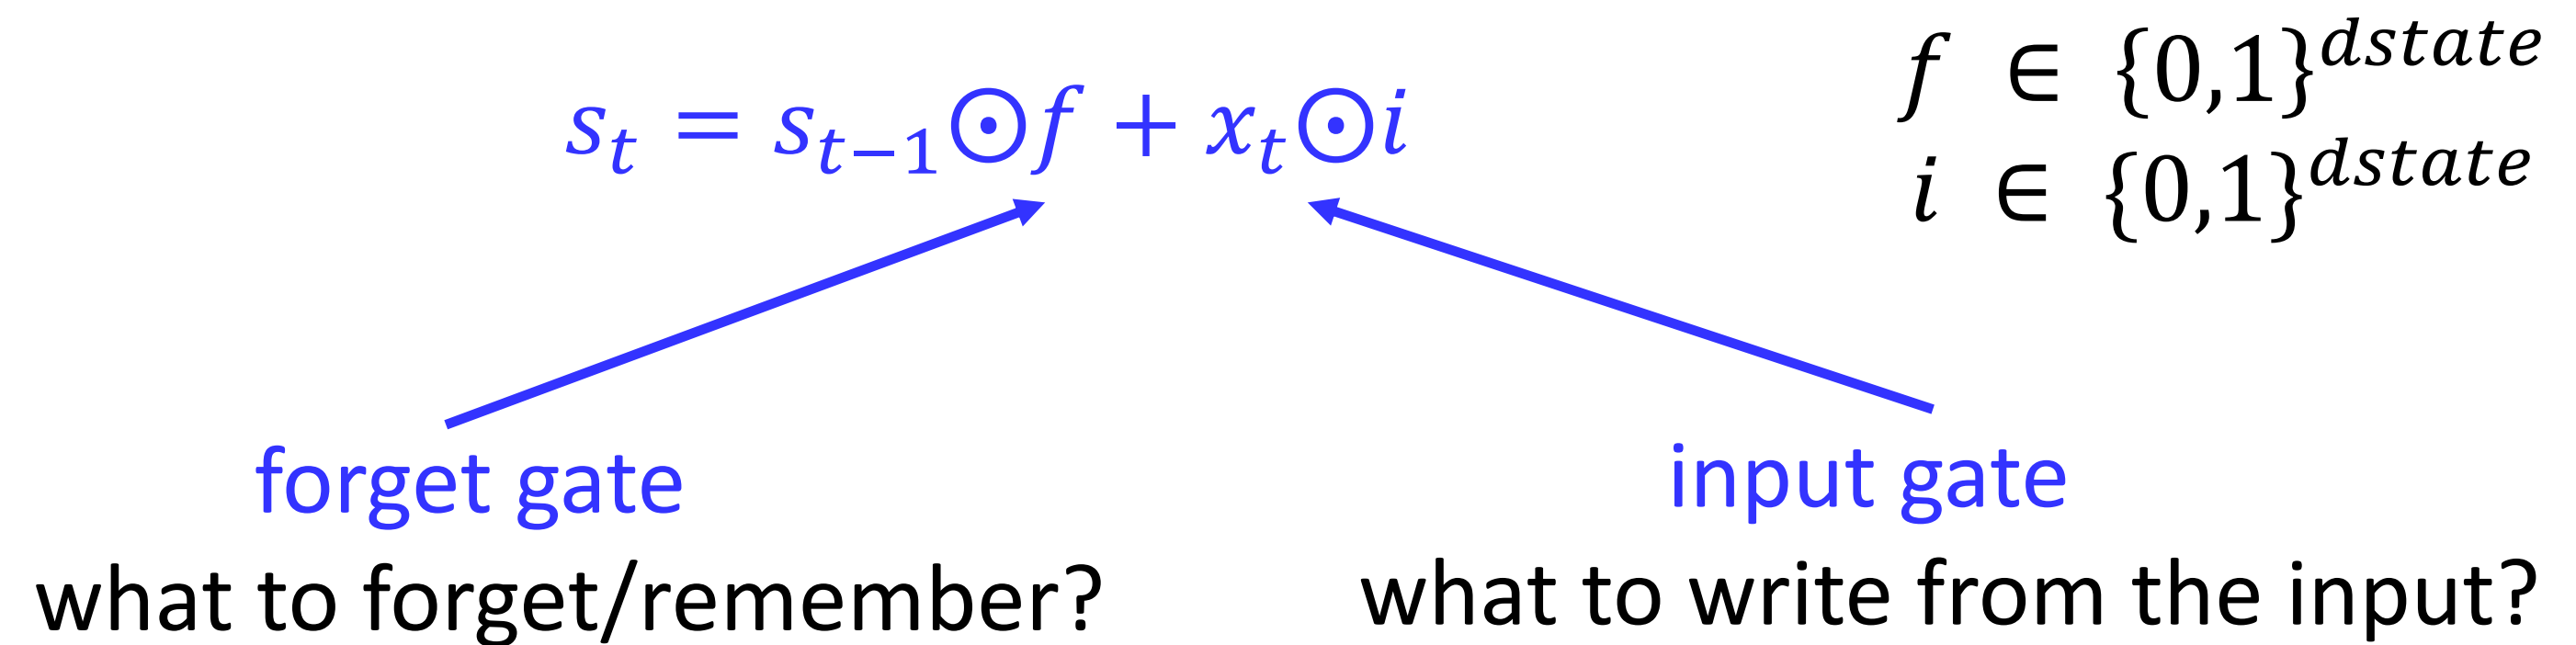 s_t = s_{t−1}⊙f + x_t⊙i
f ∈ {0,1}^{dstate}
i ∈ {0,1}^{dstate}
forget gate
input gate
what to forget/remember?
what to write from the input?